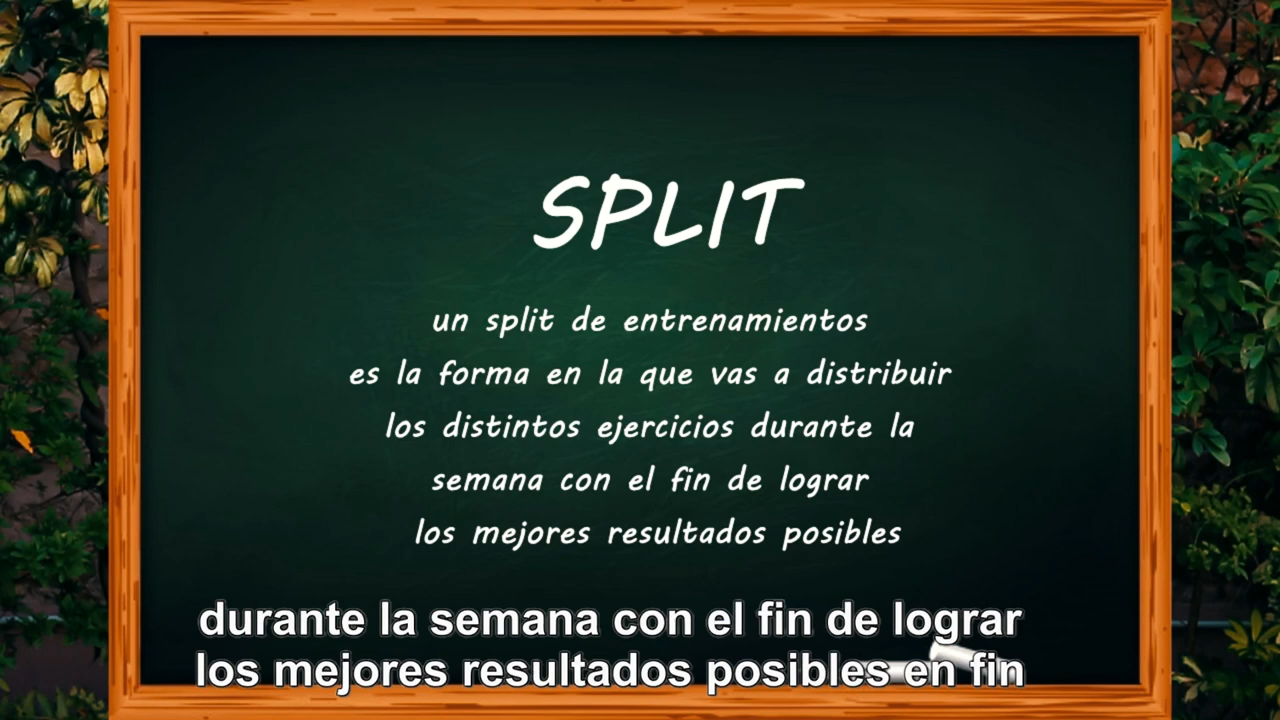 SPLIT
un split de entrenamientos
es la forma en la que vas a distribuir
los distintos ejercicios durante la
semana con el fin de lograr
los mejores resultados posibles
durante la semana con el fin de lograr
los mejores resultados posibles en fin